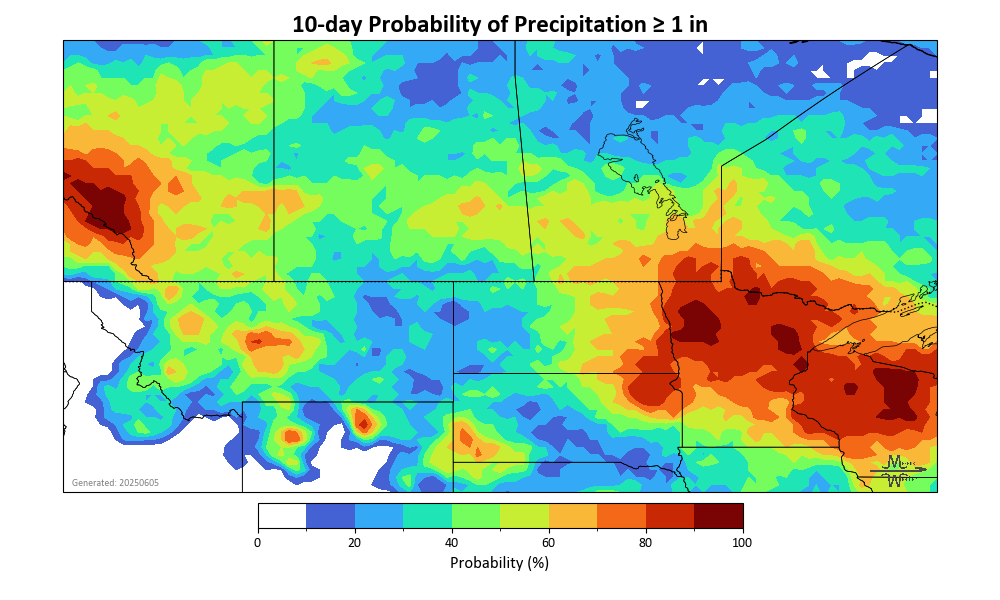 10-day Probability of Precipitation ≥ 1 in
Generated: 20250605
0 20 40 60 80 100
Probability (%)